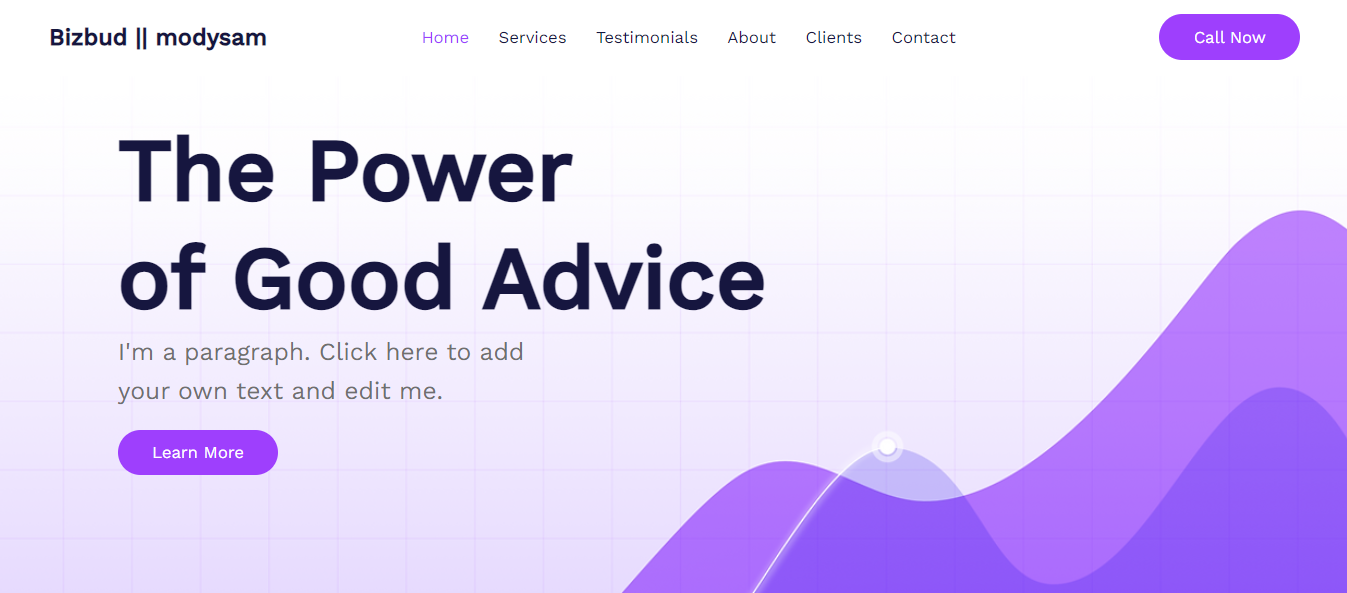 Bizbud || modysam
Home Services Testimonials About Clients Contact
Call Now
The Power
of Good Advice
I'm a paragraph. Click here to add
your own text and edit me.
Learn More